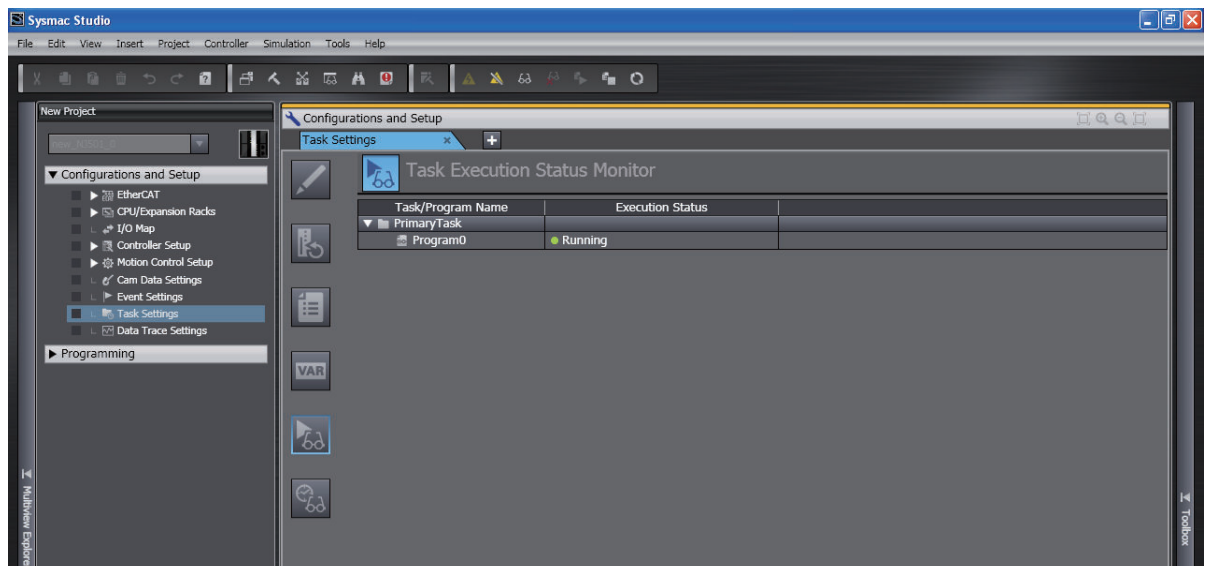 Sysmac Studio
File Edit View Insert Project Controller Simulation Tools Help
New Project
Configurations and Setup
EtherCAT
CPU/Expansion Racks
I/O Map
Controller Setup
Motion Control Setup
Cam Data Settings
Event Settings
Task Settings
Data Trace Settings
Programming
Multiview Explore
Configurations and Setup
Task Settings
VAR
Task Execution Status Monitor
Task/Program Name Execution Status
PrimaryTask
Program0 Running
Toolbox